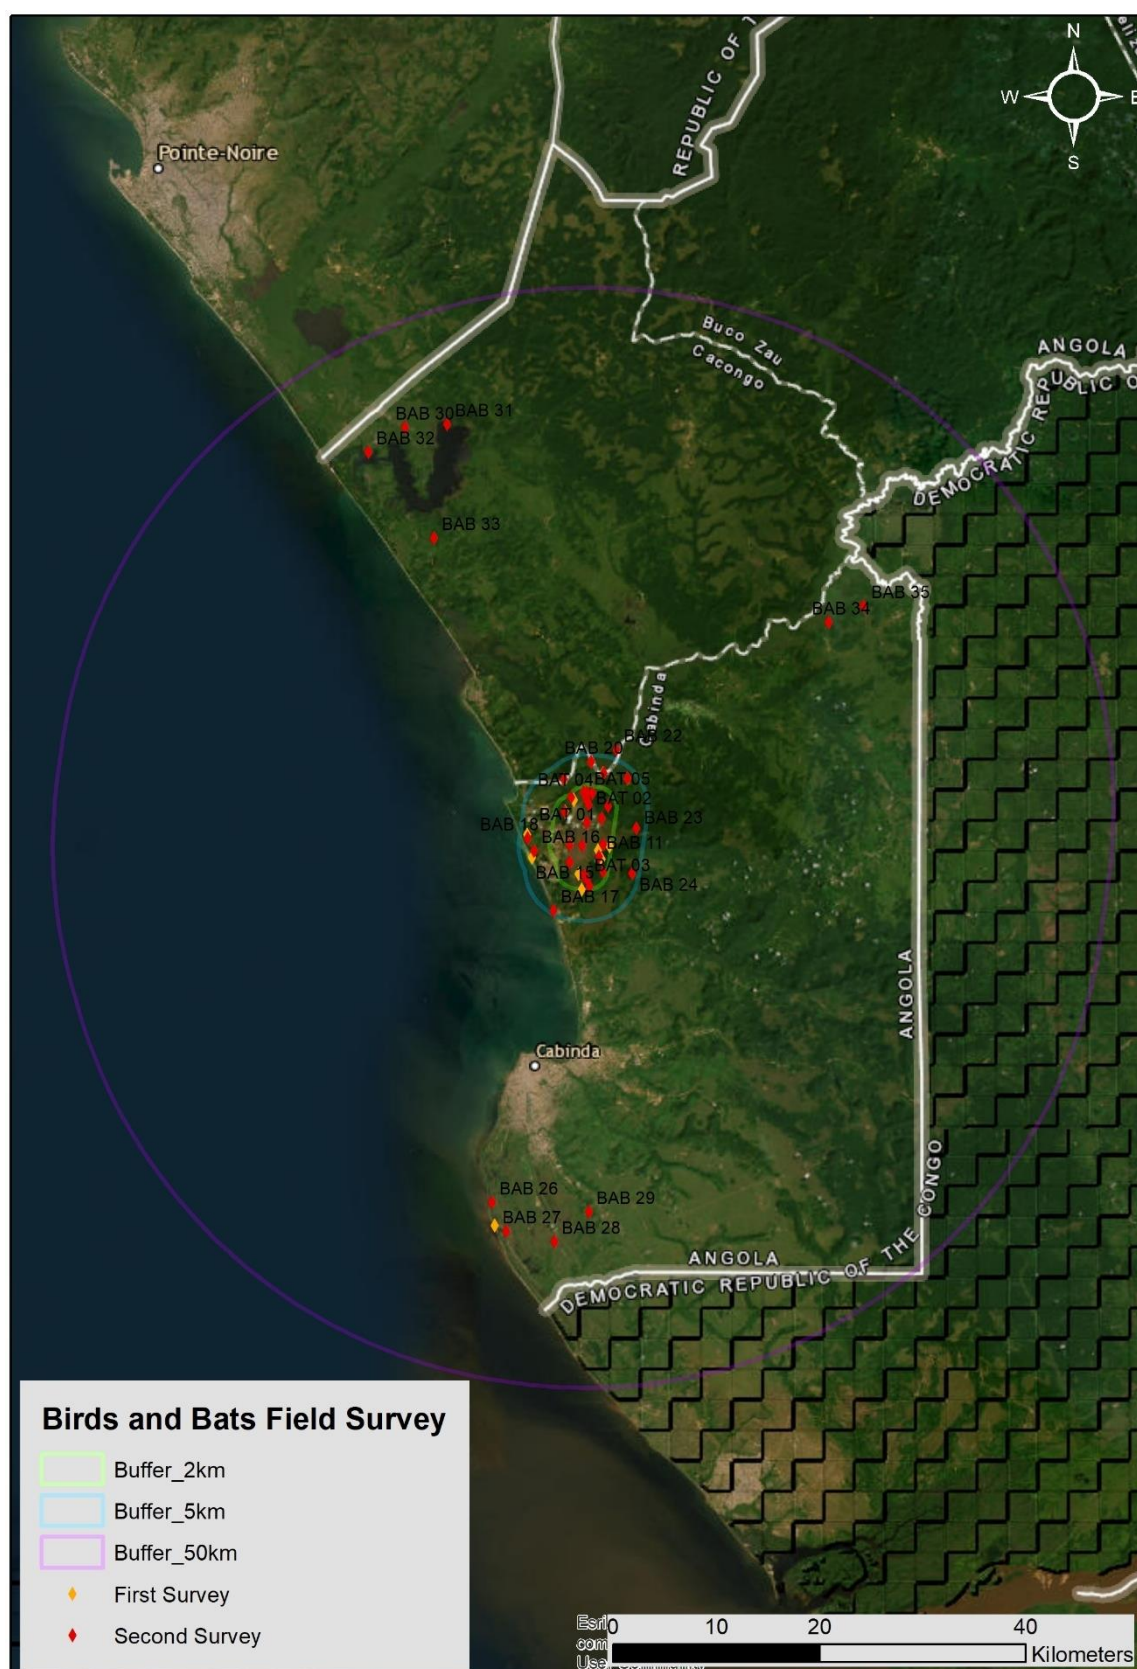 N
W
E
S
REPUBLIC OF
Pointe-Noire
Buco Zau
Cacongo
ANGOLA
DEMOCRATIC REPUBLIC O
BAB 30
BAB 31
BAB 32
BAB 33
BAB 35
BAB 34
Cabinda
BAB 22
BAB 20
BAT 04
BAT 05
BAT 02
BAT 01
BAB 23
BAB 18
BAB 16
BAB 11
BAB 15
BAT 03
BAB 24
BAB 17
ANGOLA
Cabinda
BAB 26
BAB 29
BAB 27
BAB 28
ANGOLA
DEMOCRATIC REPUBLIC OF THE CONGO
Birds and Bats Field Survey
Buffer_2km
Buffer_5km
Buffer_50km
First Survey
Second Survey
Esri
com
User
0 10 20 40
Kilometers